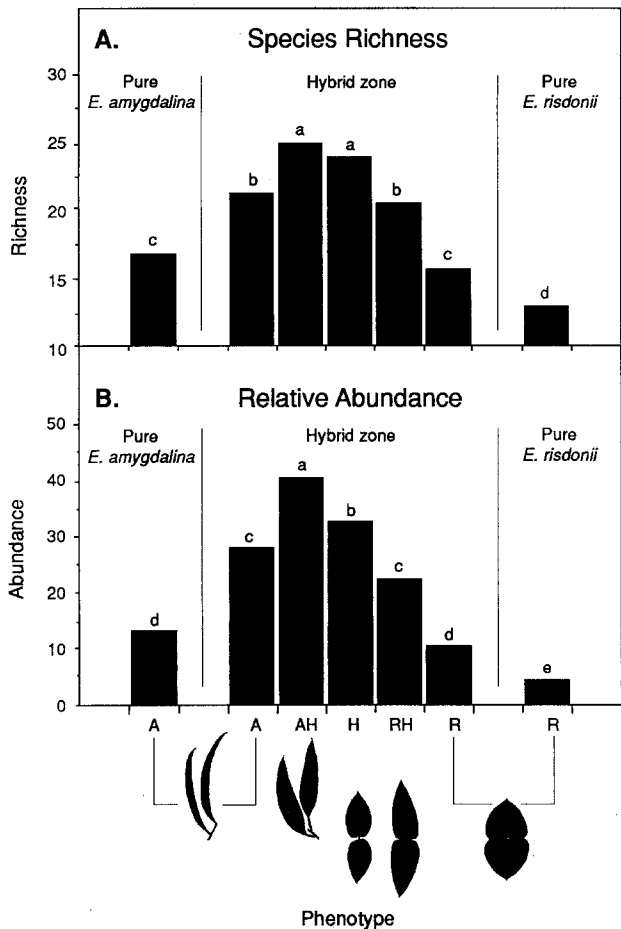 A. Species Richness
Pure
E. amygdalina
Hybrid zone
Pure
E. risdonii
Richness
30
25
20
15
10
c
b
a
a
b
c
d
B. Relative Abundance
Pure
E. amygdalina
Hybrid zone
Pure
E. risdonii
Abundance
50
40
30
20
10
0
d
c
a
b
c
d
e
A A AH H RH R R
Phenotype